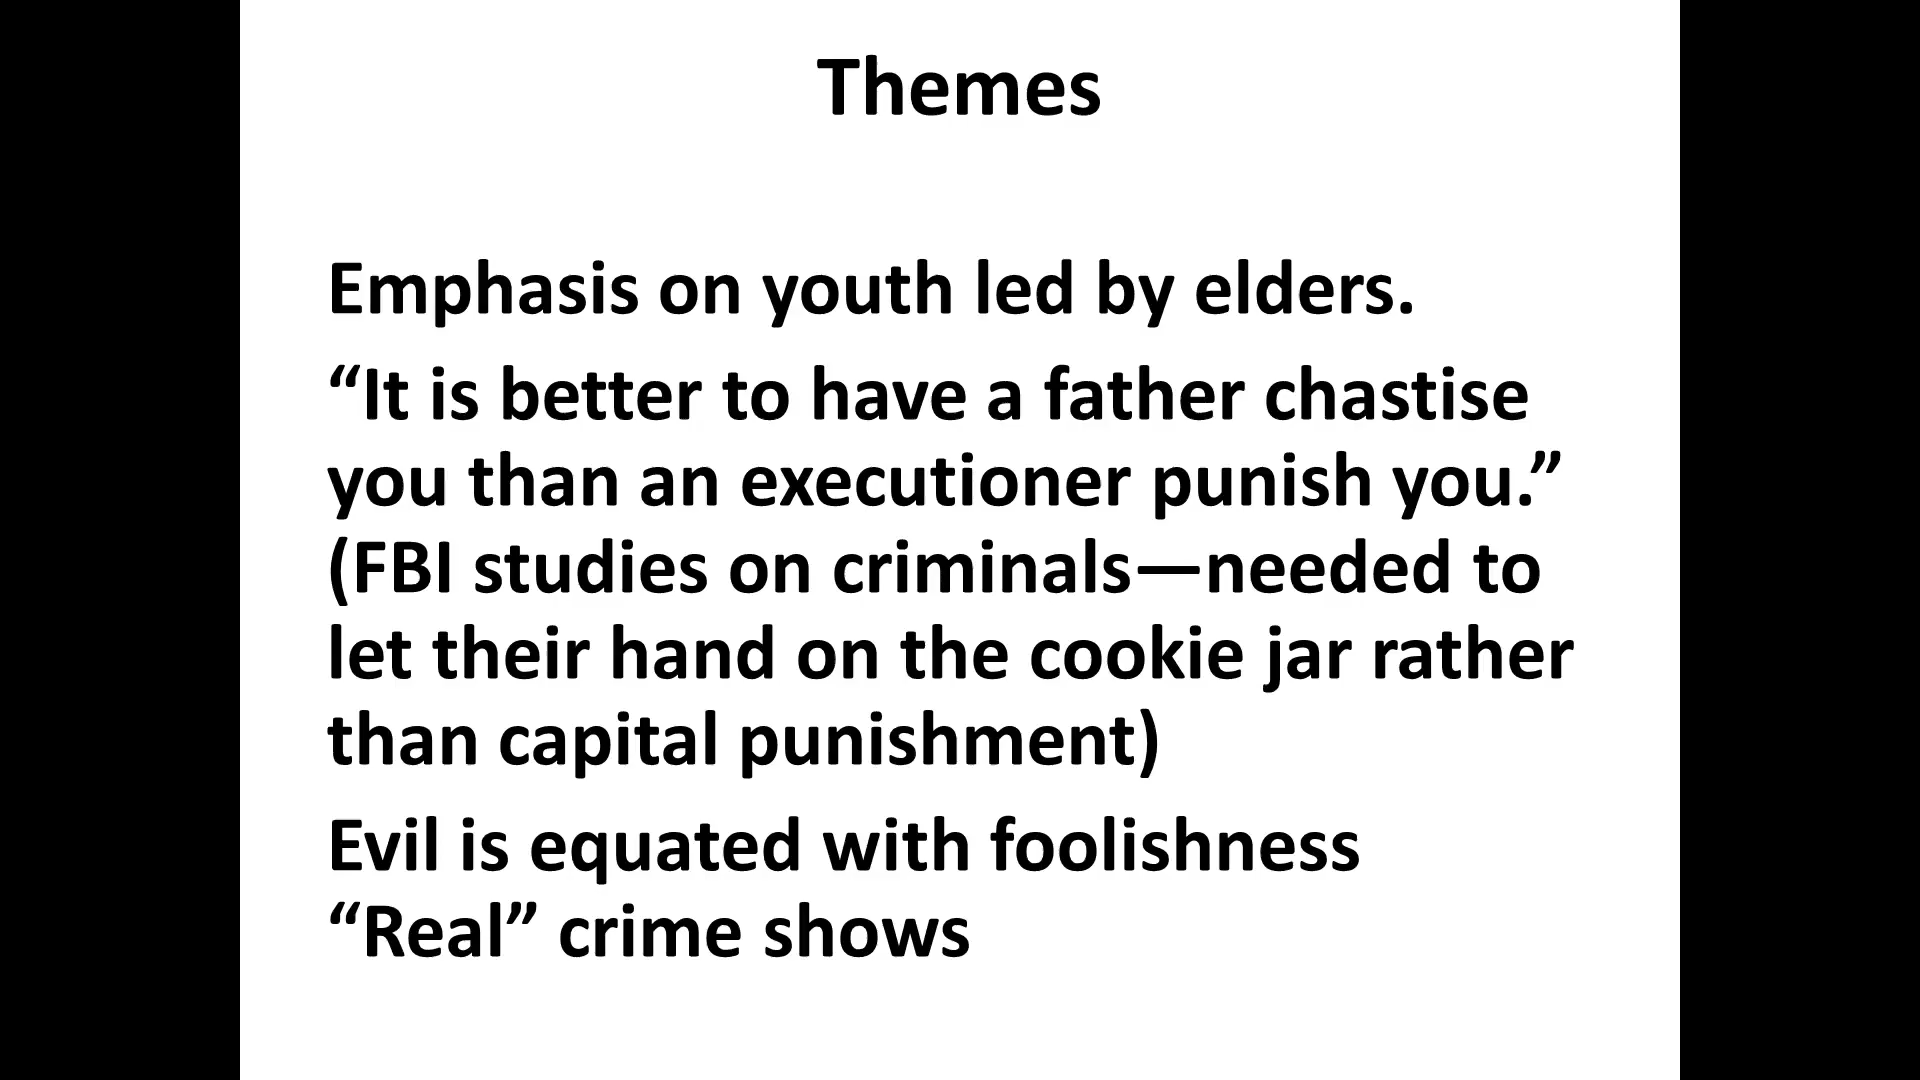 Themes
Emphasis on youth led by elders.
“It is better to have a father chastise
you than an executioner punish you.”
(FBI studies on criminals—needed to
let their hand on the cookie jar rather
than capital punishment)
Evil is equated with foolishness
“Real” crime shows